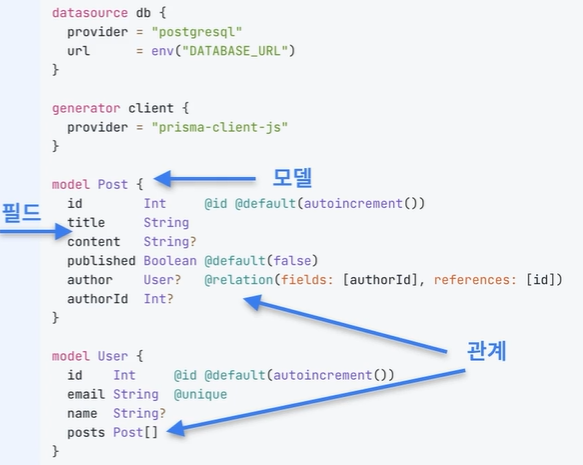 datasource db {
  provider = "postgresql"
  url      = env("DATABASE_URL")
}
generator client {
  provider = "prisma-client-js"
}
모델
model Post {
  id        Int     @id @default(autoincrement())
필드
  title     String
  content   String?
  published Boolean @default(false)
  author    User?   @relation(fields: [authorId], references: [id])
  authorId  Int?
}
관계
model User {
  id    Int     @id @default(autoincrement())
  email String  @unique
  name  String?
  posts Post[]
}